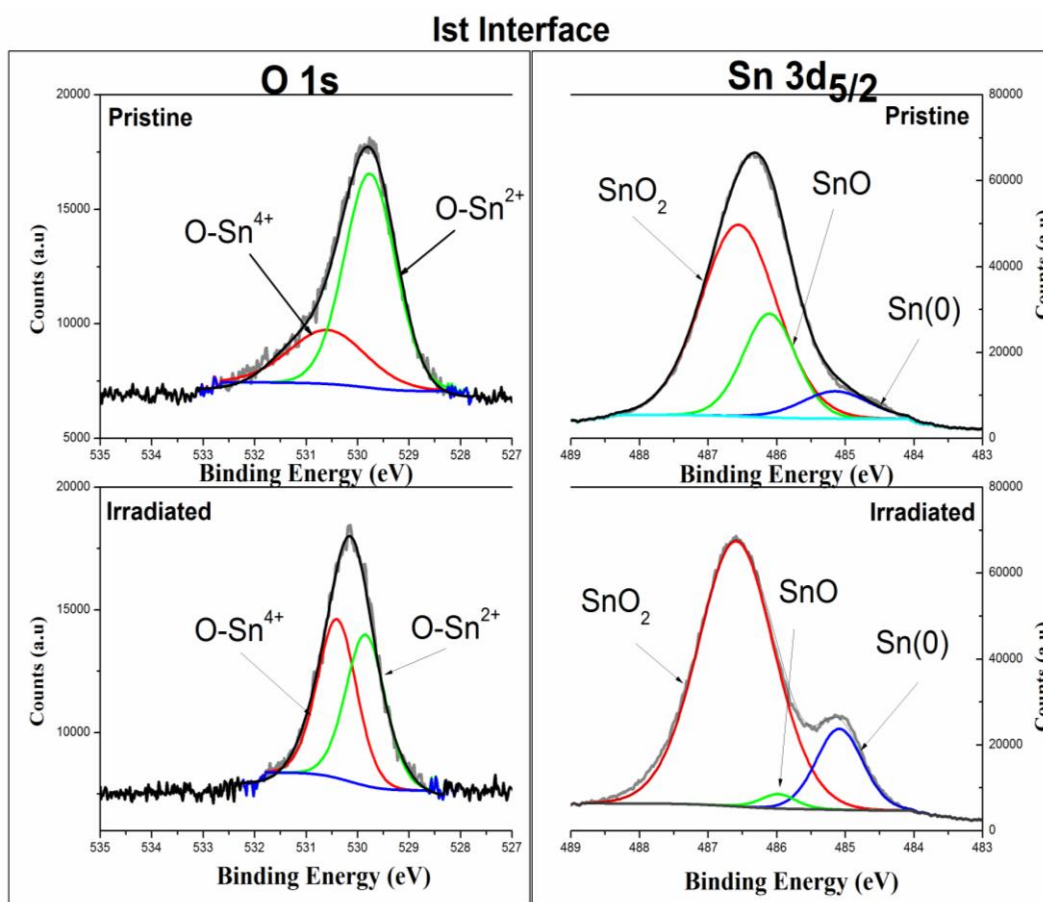 Ist Interface
O 1s
Pristine
O-Sn4+
O-Sn2+
Counts (a.u)
20000
15000
10000
5000
535 534 533 532 531 530 529 528 527
Binding Energy (eV)
Sn 3d5/2
Pristine
SnO2
SnO
Sn(0)
80000
60000
40000
20000
0
Counts (a.u)
489 488 487 486 485 484 483
Binding Energy (eV)
Irradiated
O-Sn4+
O-Sn2+
Counts (a.u)
20000
15000
10000
535 534 533 532 531 530 529 528 527
Binding Energy (eV)
Irradiated
SnO2
SnO
Sn(0)
80000
60000
40000
20000
0
Counts (a.u)
489 488 487 486 485 484 483
Binding Energy (eV)